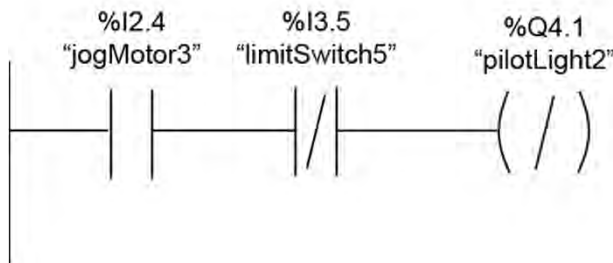 %I2.4
“jogMotor3”
%I3.5
“limitSwitch5”
%Q4.1
“pilotLight2”